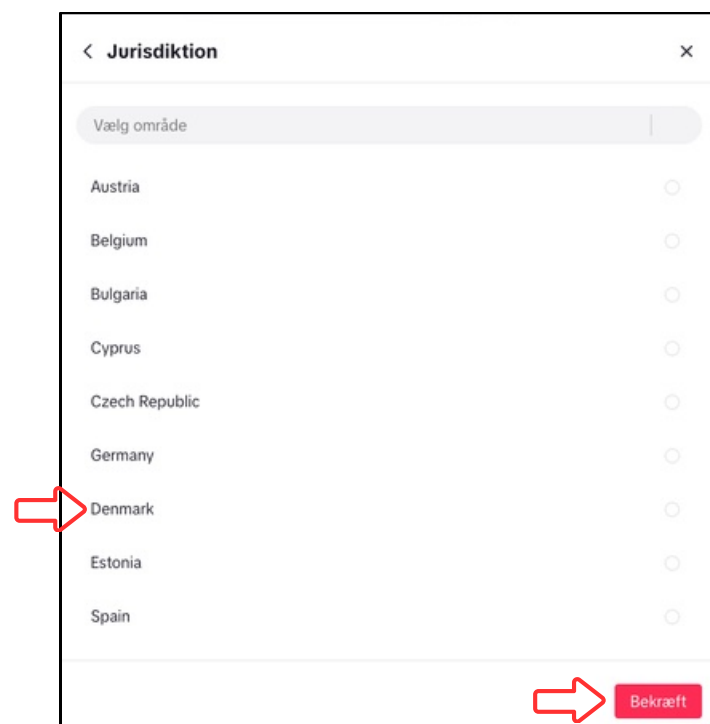 Jurisdiktion
Vælg område
Austria
Belgium
Bulgaria
Cyprus
Czech Republic
Germany
Denmark
Estonia
Spain
Bekræft